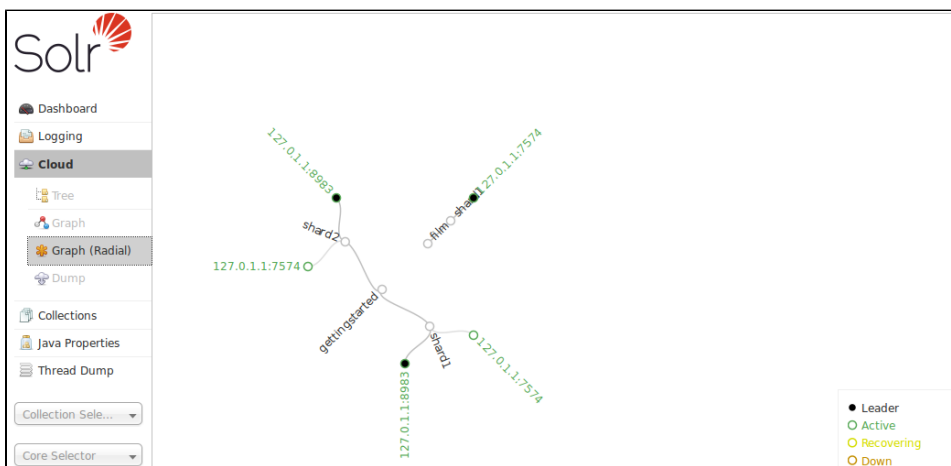 Solr
Dashboard
Logging
Cloud
Tree
Graph
Graph (Radial)
Dump
Collections
Java Properties
Thread Dump
Collection Sele...
Core Selector
127.0.1.1:8983
shard2
127.0.1.1:7574
gettingstarted
shard1
127.0.1.1:8983
127.0.1.1:7574
film
shard1
127.0.1.1:7574
Leader
Active
Recovering
Down